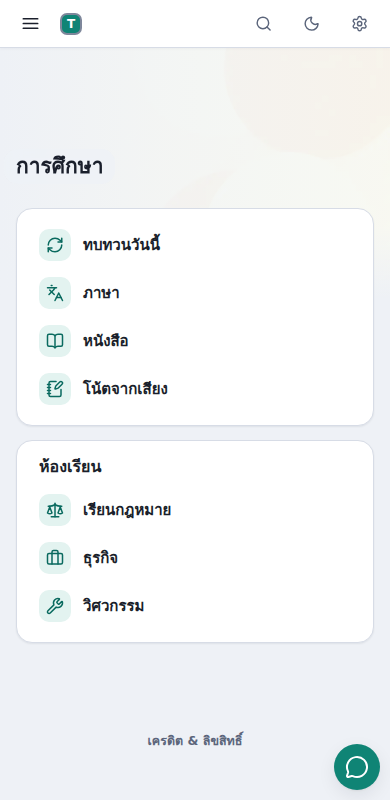 T
การศึกษา
ทบทวนวันนี้
ภาษา
หนังสือ
โน้ตจากเสียง
ห้องเรียน
เรียนกฎหมาย
ธุรกิจ
วิศวกรรม
เครดิต & ลิขสิทธิ์